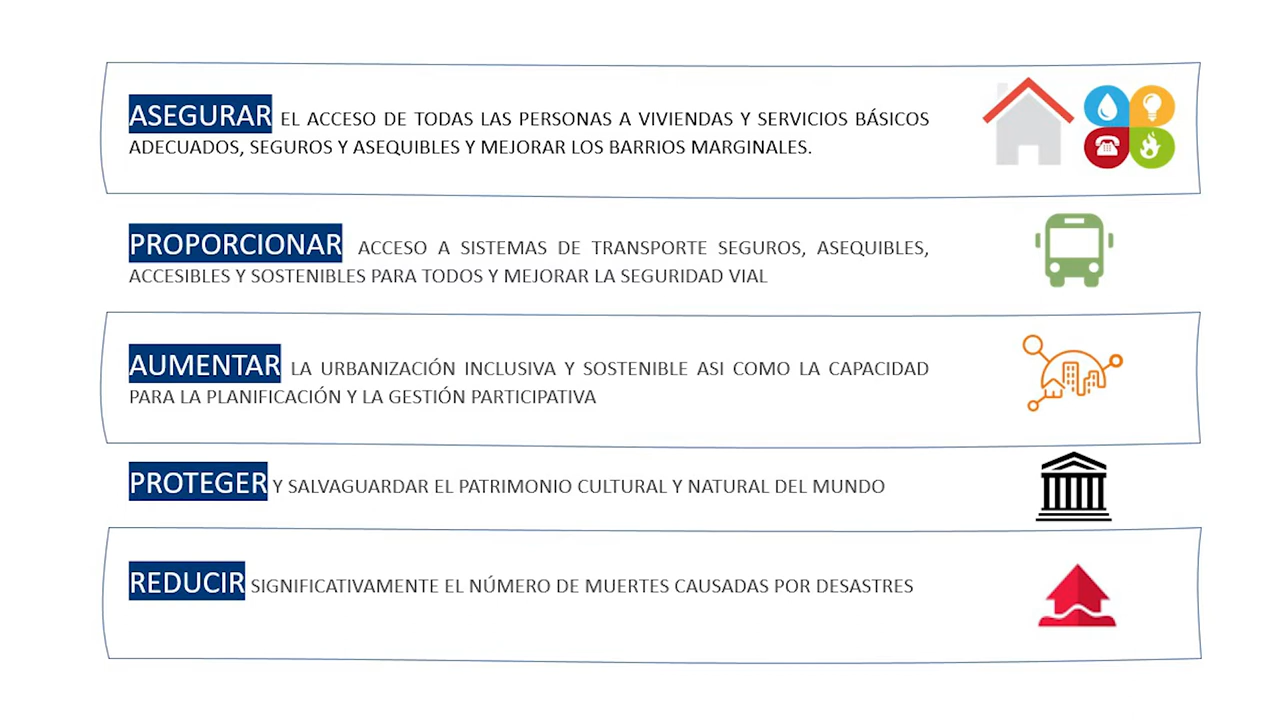 ASEGURAR EL ACCESO DE TODAS LAS PERSONAS A VIVIENDAS Y SERVICIOS BÁSICOS
ADECUADOS, SEGUROS Y ASEQUIBLES Y MEJORAR LOS BARRIOS MARGINALES.
PROPORCIONAR ACCESO A SISTEMAS DE TRANSPORTE SEGUROS, ASEQUIBLES,
ACCESIBLES Y SOSTENIBLES PARA TODOS Y MEJORAR LA SEGURIDAD VIAL
AUMENTAR LA URBANIZACIÓN INCLUSIVA Y SOSTENIBLE ASI COMO LA CAPACIDAD
PARA LA PLANIFICACIÓN Y LA GESTIÓN PARTICIPATIVA
PROTEGER Y SALVAGUARDAR EL PATRIMONIO CULTURAL Y NATURAL DEL MUNDO
REDUCIR SIGNIFICATIVAMENTE EL NÚMERO DE MUERTES CAUSADAS POR DESASTRES